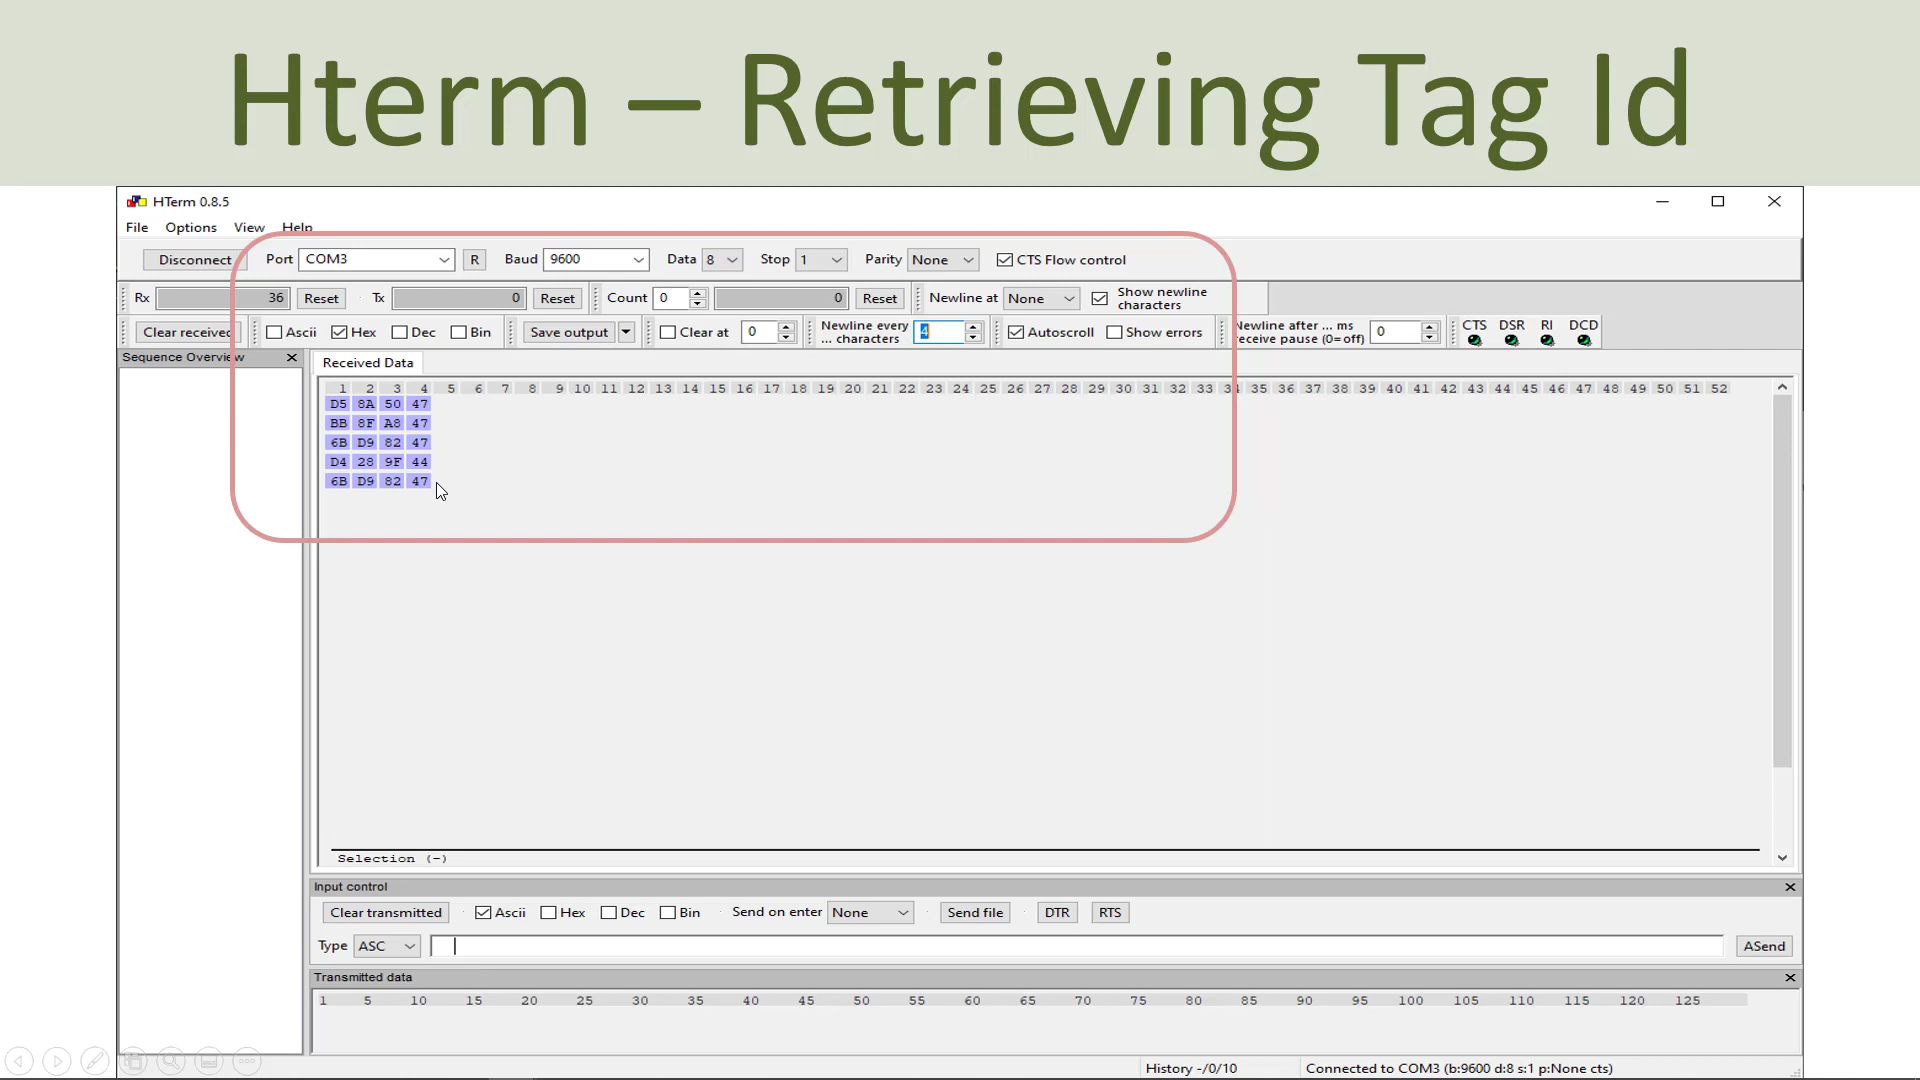 Hterm – Retrieving Tag Id
HTerm 0.8.5
File Options View Help
Disconnect Port COM3 R Baud 9600 Data 8 Stop 1 Parity None CTS Flow control
Rx 36 Reset Tx 0 Reset Count 0 0 Reset Newline at None Show newline characters
Clear received Ascii Hex Dec Bin Save output Clear at 0 Newline every ... characters 4 Autoscroll Show errors Newline after ... ms receive pause (0=off) 0 CTS DSR RI DCD
Sequence Overview
Received Data
1 2 3 4 5 6 7 8 9 10 11 12 13 14 15 16 17 18 19 20 21 22 23 24 25 26 27 28 29 30 31 32 33 34 35 36 37 38 39 40 41 42 43 44 45 46 47 48 49 50 51 52
D5 8A 50 47
BB 8F A8 47
6B D9 82 47
D4 28 9F 44
6B D9 82 47
Selection (-)
Input control
Clear transmitted Ascii Hex Dec Bin Send on enter None Send file DTR RTS
Type ASC ASend
Transmitted data
1 5 10 15 20 25 30 35 40 45 50 55 60 65 70 75 80 85 90 95 100 105 110 115 120 125
History -/0/10 Connected to COM3 (b:9600 d:8 s:1 p:None cts)